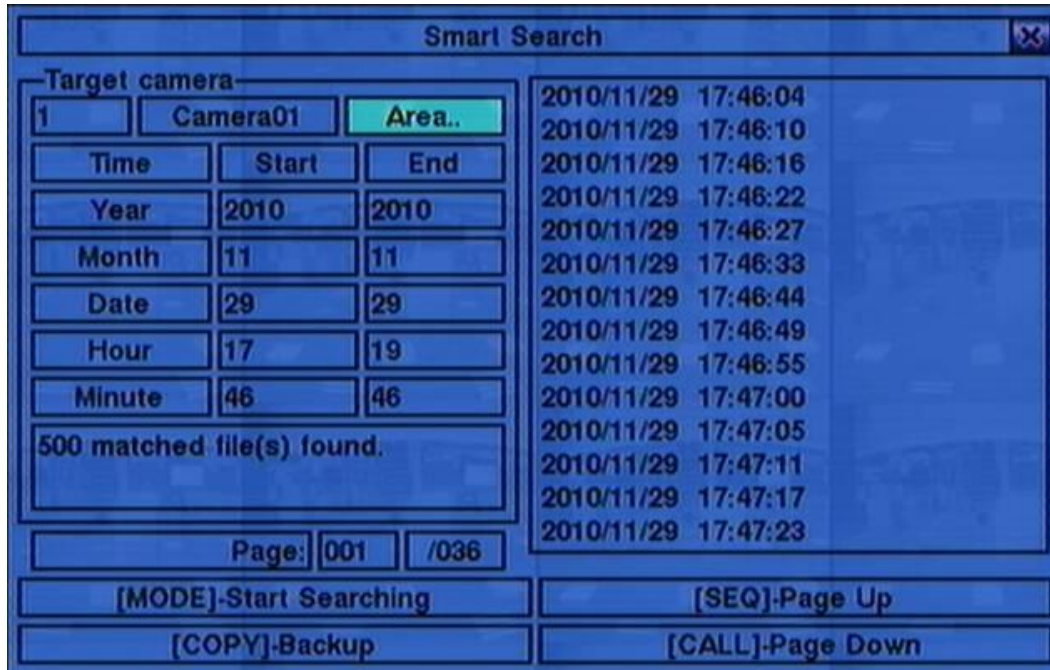 Smart Search
Target camera
1 Camera01 Area..
Time Start End
Year 2010 2010
Month 11 11
Date 29 29
Hour 17 19
Minute 46 46
500 matched file(s) found.
Page: 001 /036
2010/11/29 17:46:04
2010/11/29 17:46:10
2010/11/29 17:46:16
2010/11/29 17:46:22
2010/11/29 17:46:27
2010/11/29 17:46:33
2010/11/29 17:46:44
2010/11/29 17:46:49
2010/11/29 17:46:55
2010/11/29 17:47:00
2010/11/29 17:47:05
2010/11/29 17:47:11
2010/11/29 17:47:17
2010/11/29 17:47:23
[MODE]-Start Searching
[SEQ]-Page Up
[COPY]-Backup
[CALL]-Page Down